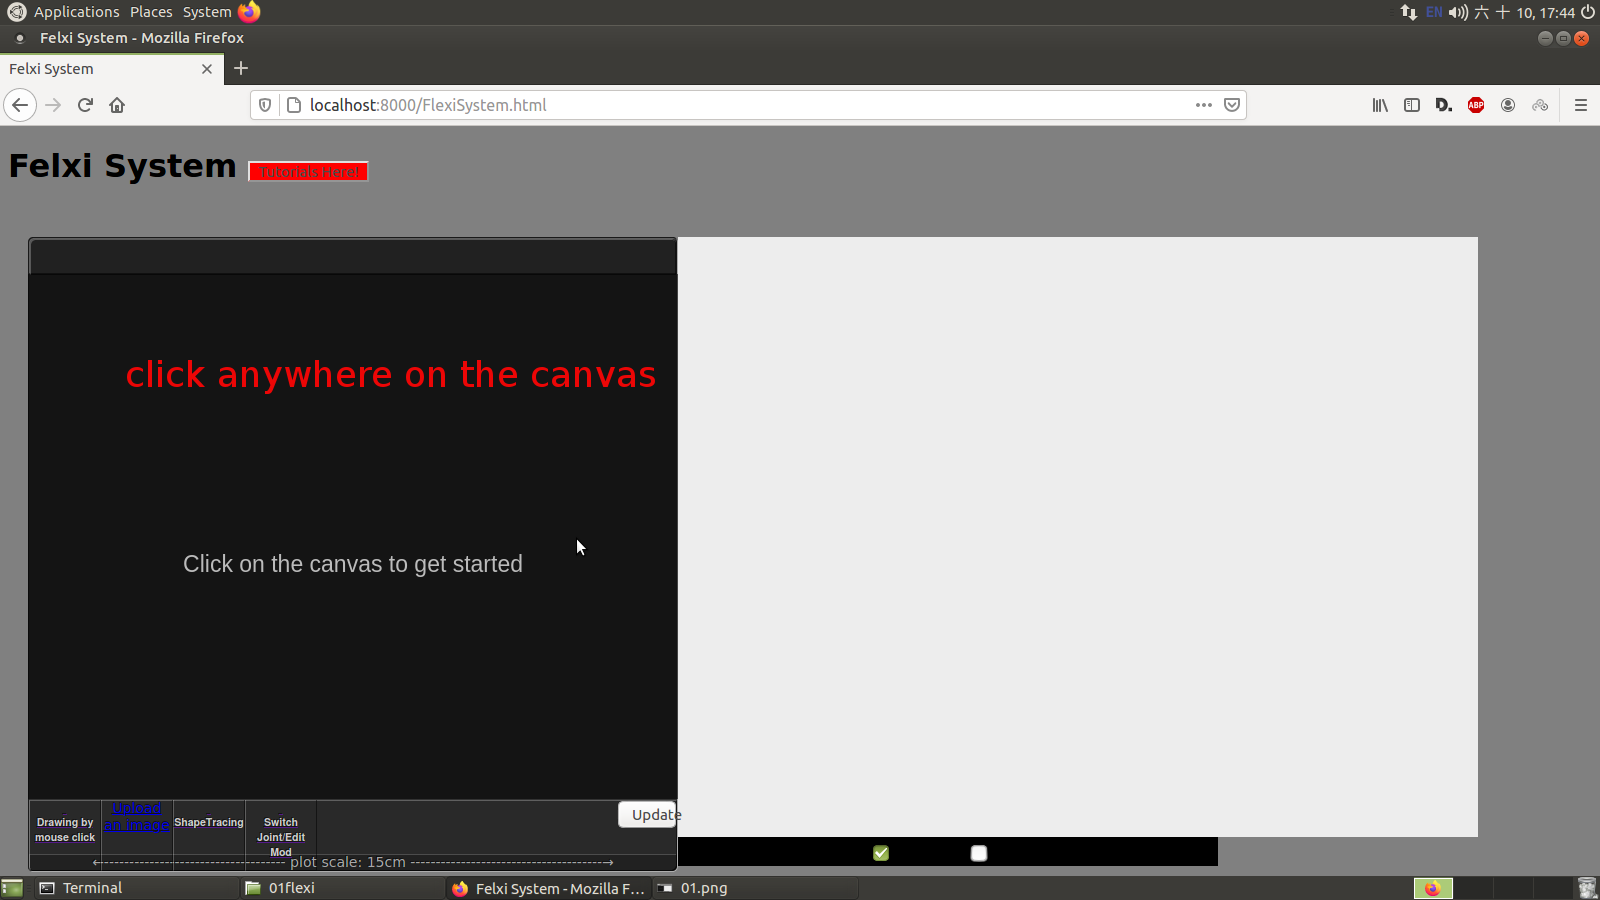 Applications Places System
EN 六 十 10, 17:44
Felxi System - Mozilla Firefox
Felxi System
localhost:8000/FlexiSystem.html
D.
ABP
Felxi System
Tutorials Here!
click anywhere on the canvas
Click on the canvas to get started
Drawing by
mouse click
Upload
an image
ShapeTracing
Switch
Joint/Edit
Mod
Update
plot scale: 15cm
Terminal
01flexi
Felxi System - Mozilla F...
01.png